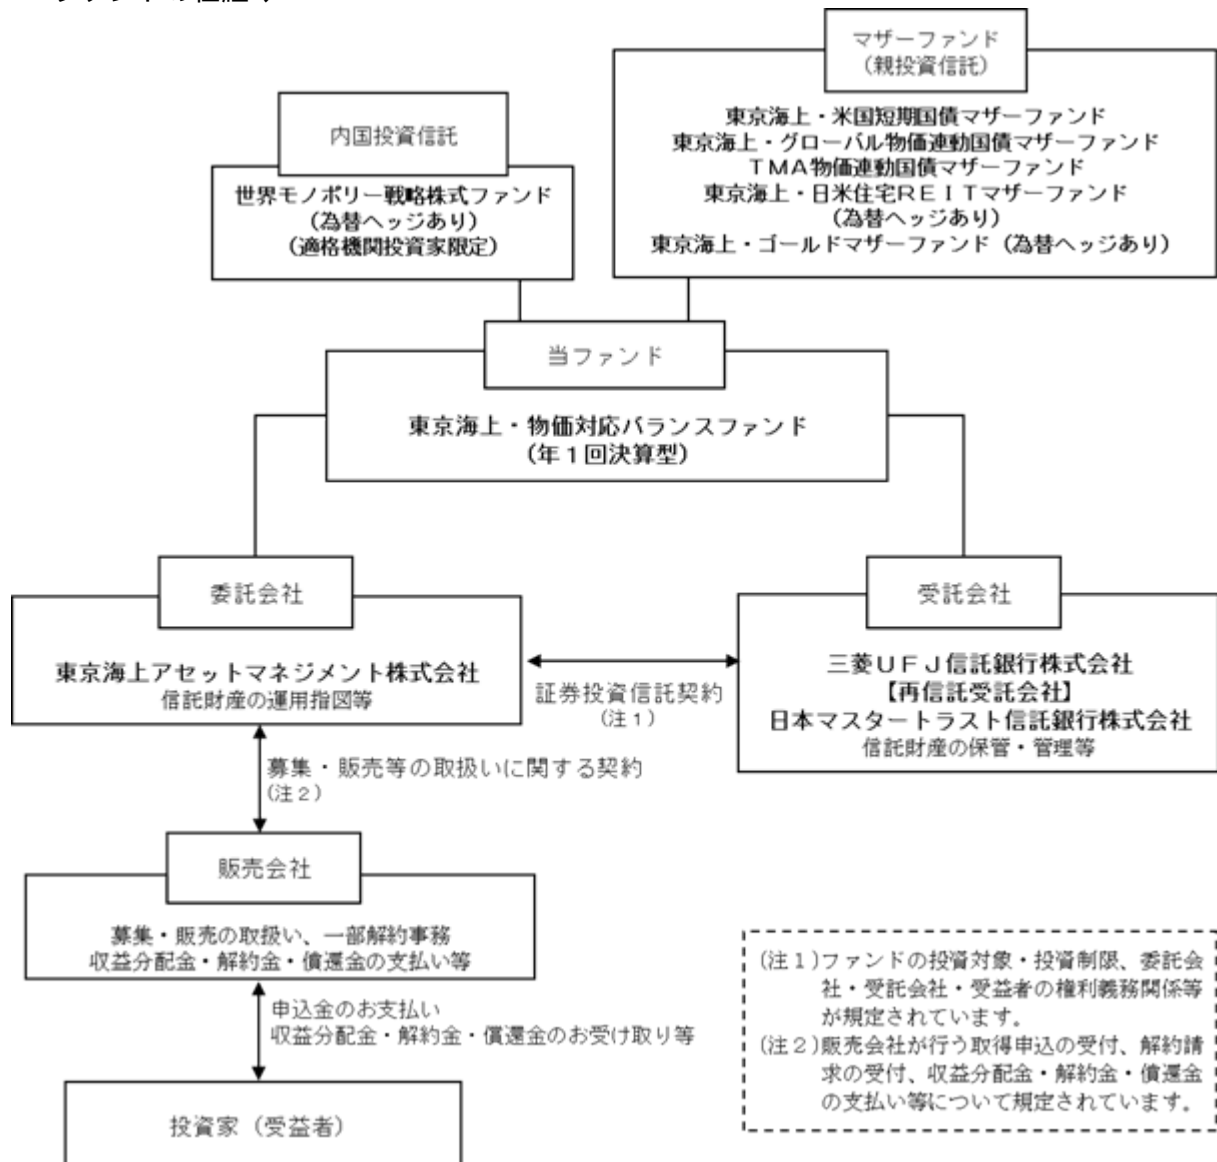 マザーファンド
(親投資信託)
東京海上・米国短期国債マザーファンド
東京海上・グローバル物価連動国債マザーファンド
ＴＭＡ物価連動国債マザーファンド
東京海上・日米住宅ＲＥＩＴマザーファンド
(為替ヘッジあり)
東京海上・ゴールドマザーファンド (為替ヘッジあり)
内国投資信託
世界モノポリー戦略株式ファンド
(為替ヘッジあり)
(適格機関投資家限定)
当ファンド
東京海上・物価対応バランスファンド
(年１回決算型)
委託会社
東京海上アセットマネジメント株式会社
信託財産の運用指図等
証券投資信託契約
(注１)
受託会社
三菱ＵＦＪ信託銀行株式会社
【再信託受託会社】
日本マスタートラスト信託銀行株式会社
信託財産の保管・管理等
募集・販売等の取扱いに関する契約
(注２)
販売会社
募集・販売の取扱い、一部解約事務
収益分配金・解約金・償還金の支払い等
申込金のお支払い
収益分配金・解約金・償還金のお受け取り等
投資家 (受益者)
(注１)ファンドの投資対象・投資制限、委託会
社・受託会社・受益者の権利義務関係等
が規定されています。
(注２)販売会社が行う取得申込の受付、解約請
求の受付、収益分配金・解約金・償還金
の支払い等について規定されています。